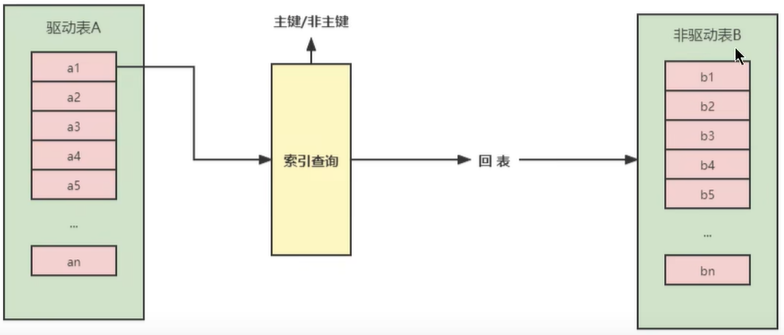 驱动表A
a1
a2
a3
a4
a5
...
an
主键/非主键
索引查询
回 表
非驱动表B
b1
b2
b3
b4
b5
...
bn